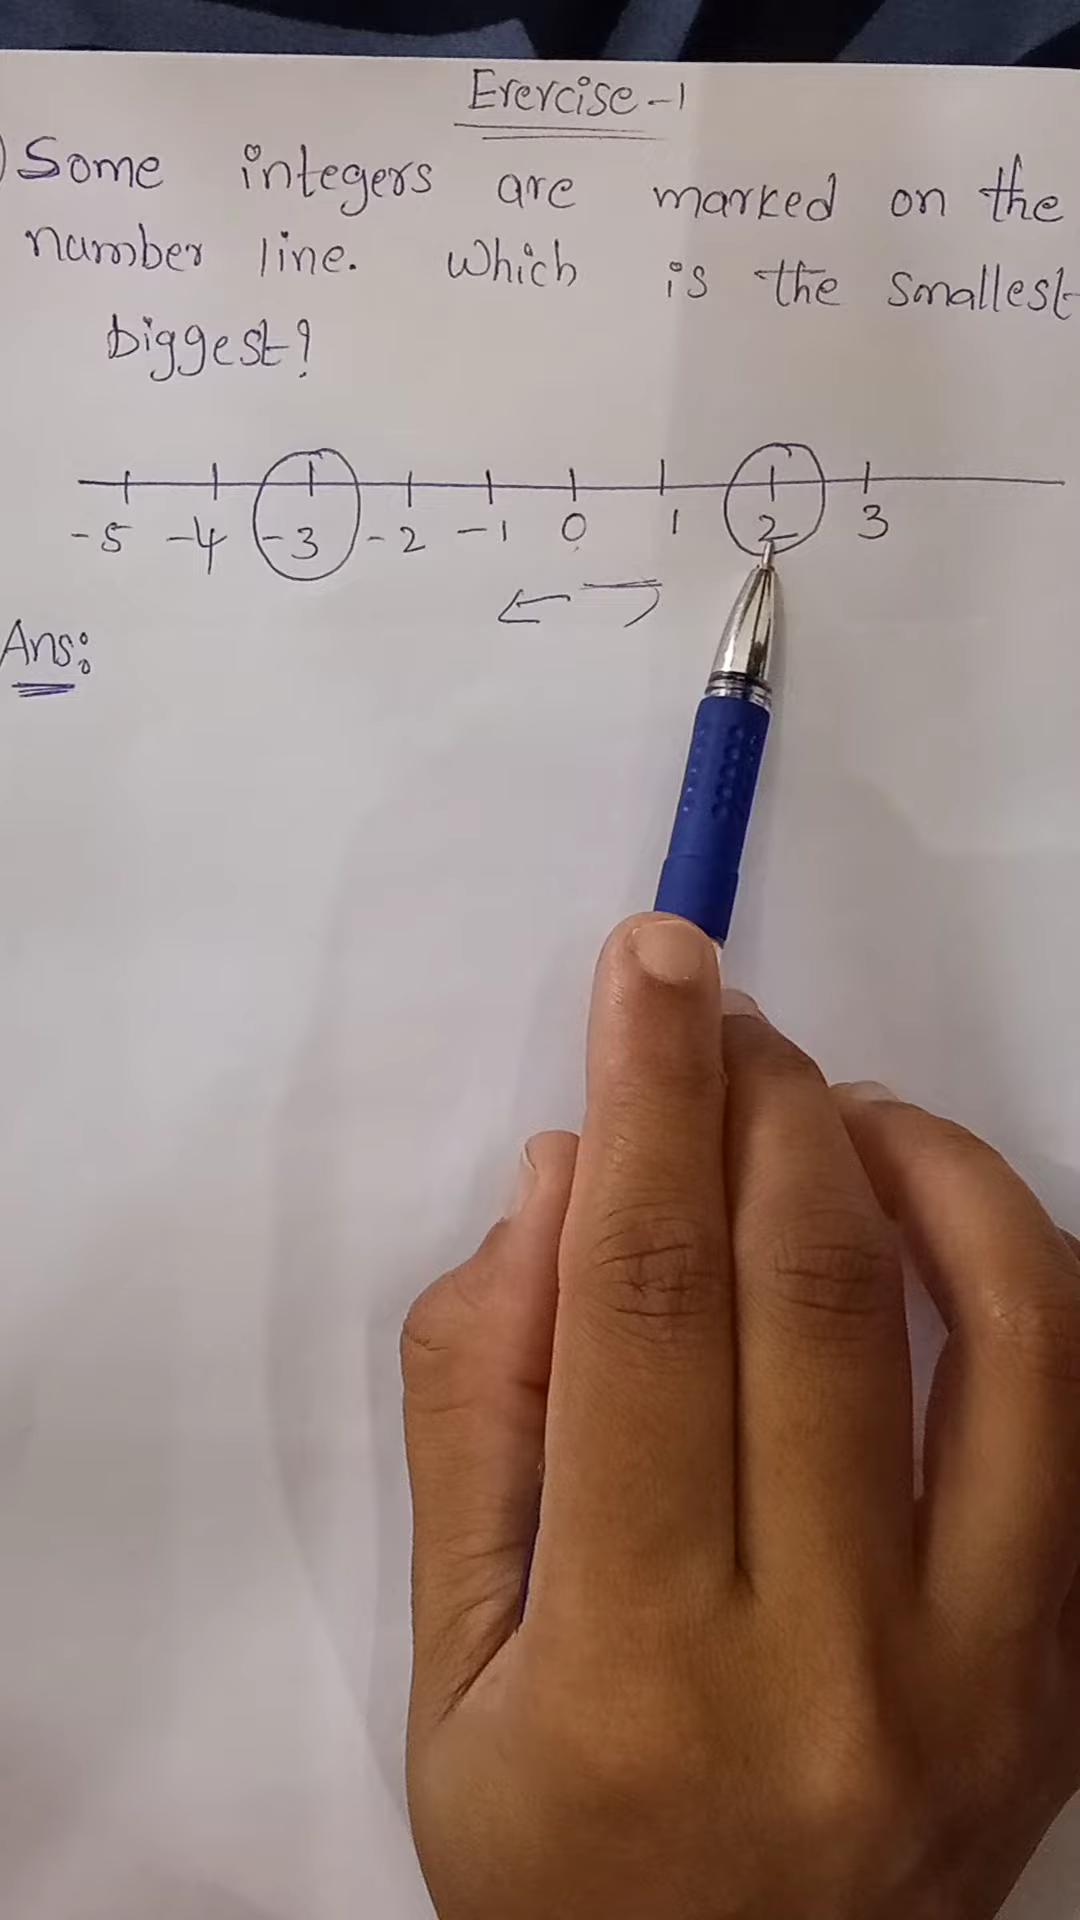 Exercise-1
) Some integers are marked on the
number line. Which is the smallest
biggest?
-5 -4 -3 -2 -1 0 1 2 3
Ans: